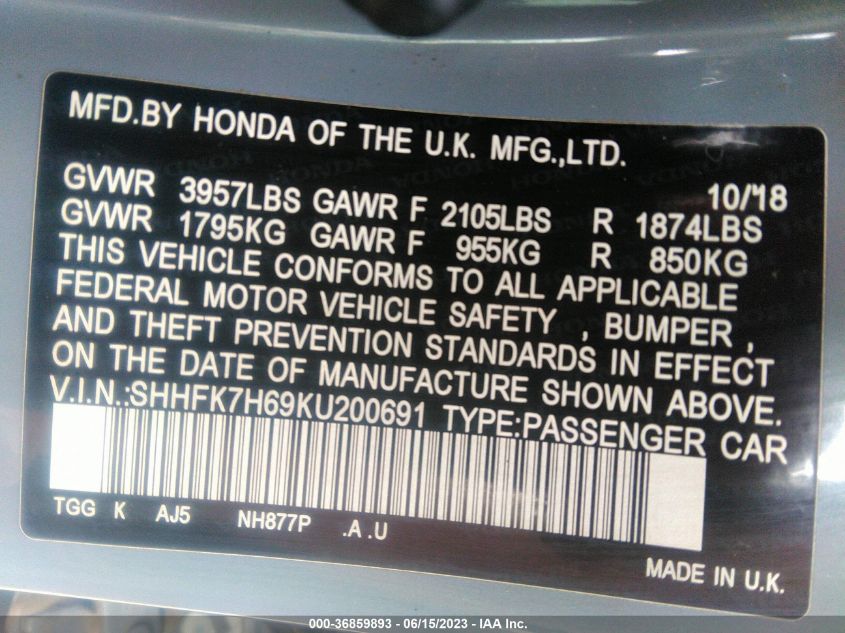 MFD.BY HONDA OF THE U.K. MFG.,LTD.
10/'18
GVWR 3957LBS GAWR F 2105LBS R 1874LBS
GVWR 1795KG GAWR F 955KG R 850KG
THIS VEHICLE CONFORMS TO ALL APPLICABLE
FEDERAL MOTOR VEHICLE SAFETY , BUMPER ,
AND THEFT PREVENTION STANDARDS IN EFFECT
ON THE DATE OF MANUFACTURE SHOWN ABOVE.
V.I.N.:SHHFK7H69KU200691 TYPE:PASSENGER CAR
TGG K AJ5 NH877P .A .U
MADE IN U.K.
000-36859893 - 06/15/2023 - IAA Inc.